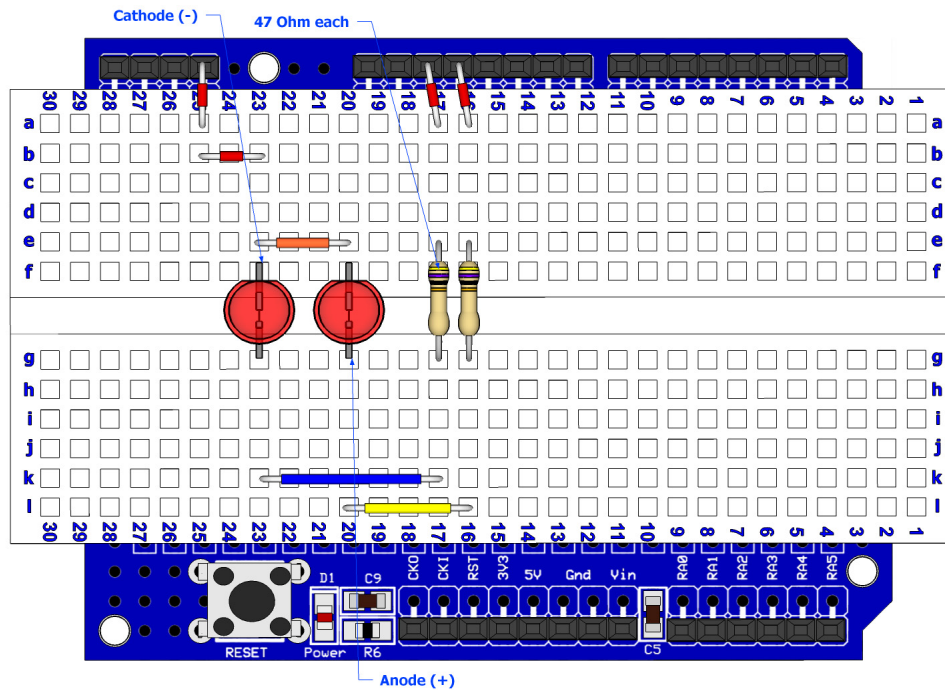 Cathode (-)
47 Ohm each
30 29 28 27 26 25 24 23 22 21 20 19 18 17 16 15 14 13 12 11 10 9 8 7 6 5 4 3 2 1
a a
b b
c c
d d
e e
f f
g g
h h
i i
j j
k k
l l
30 29 28 27 26 25 24 23 22 21 20 19 18 17 16 15 14 13 12 11 10 9 8 7 6 5 4 3 2 1
CKO CKI RST 3V3 5V Gnd Vin RA0 RA1 RA2 RA3 RA4 RA5
D1 C9
RESET Power R6 C5
Anode (+)